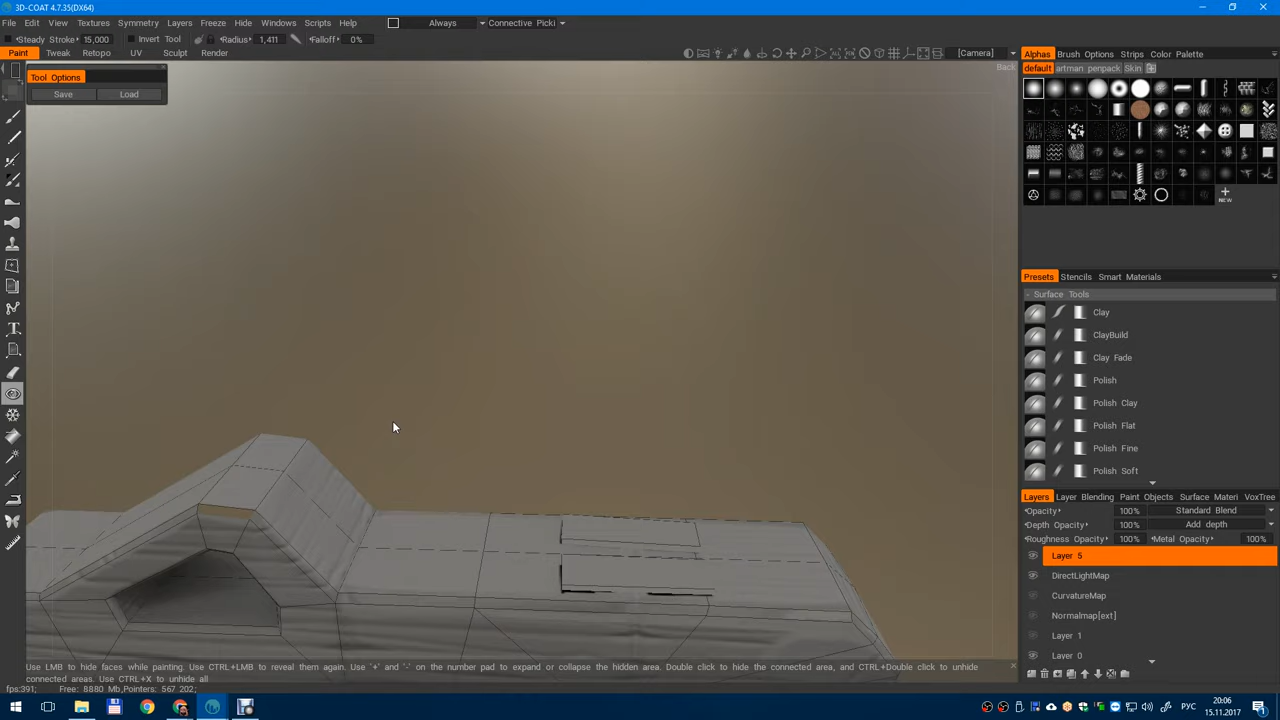 3D-COAT 4.7.35(DX64)
File Edit View Textures Symmetry Layers Freeze Hide Windows Scripts Help Always Connective Picki
Steady Stroke 15,000 Invert Tool Radius 1,411 Falloff 0%
Paint Tweak Retopo UV Sculpt Render [Camera]
Tool Options
Save Load
Back
Alphas Brush Options Strips Color Palette
default artman penpack Skin
NEW
Presets Stencils Smart Materials
- Surface Tools
Clay
ClayBuild
Clay Fade
Polish
Polish Clay
Polish Flat
Polish Fine
Polish Soft
Layers Layer Blending Paint Objects Surface Materi VoxTree
Opacity 100% Standard Blend
Depth Opacity 100% Add depth
Roughness Opacity 100% Metal Opacity 100%
Layer 5
DirectLightMap
CurvatureMap
Normalmap[ext]
Layer 1
Layer 0
Use LMB to hide faces while painting. Use CTRL+LMB to reveal them again. Use '+' and '-' on the number pad to expand or collapse the hidden area. Double click to hide the connected area, and CTRL+Double click to unhide
connected areas. Use CTRL+X to unhide all
fps:391; Free: 8880 Mb,Pointers: 567 202;
РУС
20:06
15.11.2017
1